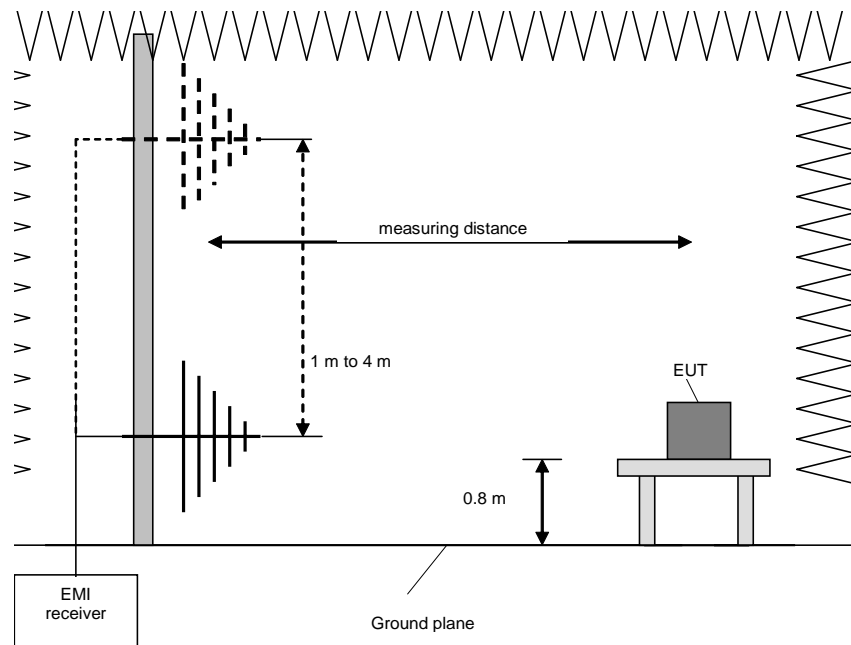 measuring distance
1 m to 4 m
EUT
0.8 m
EMI
receiver
Ground plane